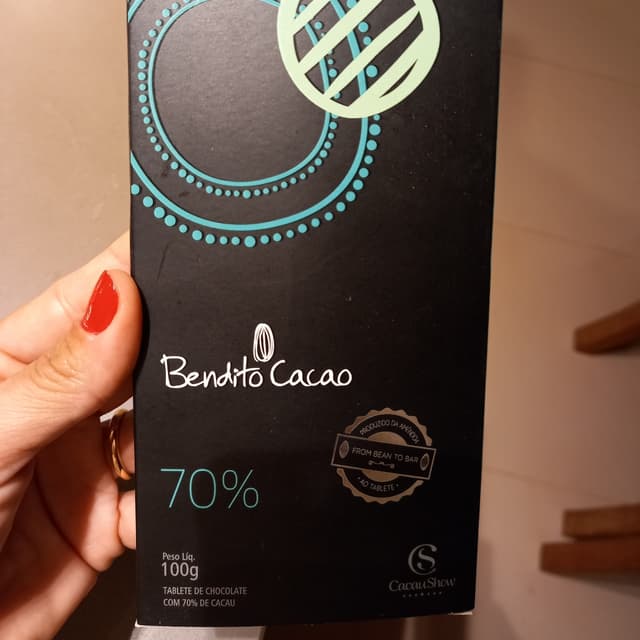 Bendito Cacao
PRODUZIDO DA AMÊNDOA
FROM BEAN TO BAR
AO TABLETE
70%
Peso Líq.
100g
TABLETE DE CHOCOLATE
COM 70% DE CACAU
CS
CacauShow